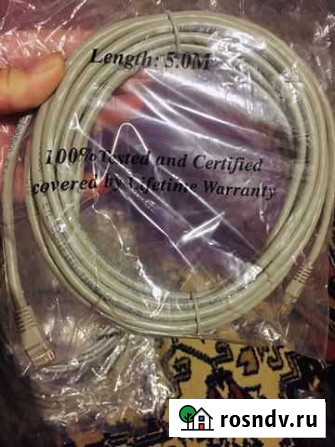 Length: 5.0M
100% Tested and Certified
covered by Lifetime Warranty
rosndv.ru